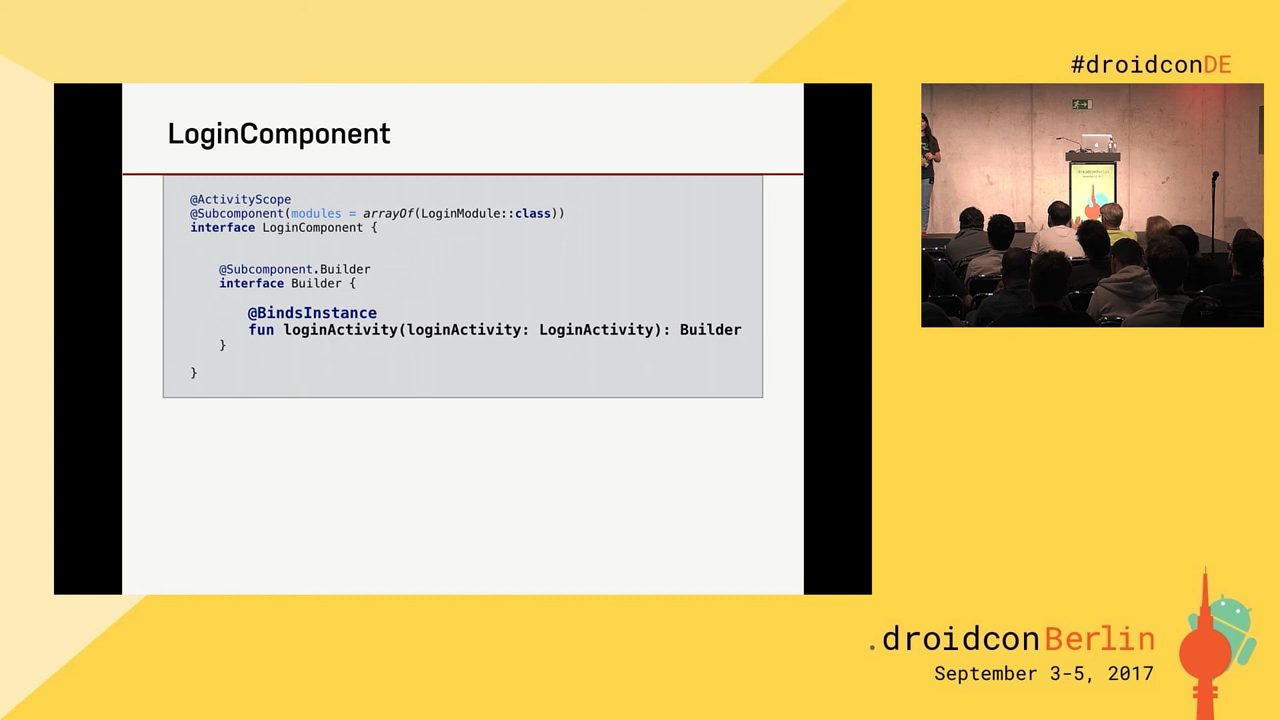 #droidconDE
LoginComponent
@ActivityScope
@Subcomponent(modules = arrayOf(LoginModule::class))
interface LoginComponent {
@Subcomponent.Builder
interface Builder {
@BindsInstance
fun loginActivity(loginActivity: LoginActivity): Builder
}
}
.droidconBerlin
September 3-5, 2017